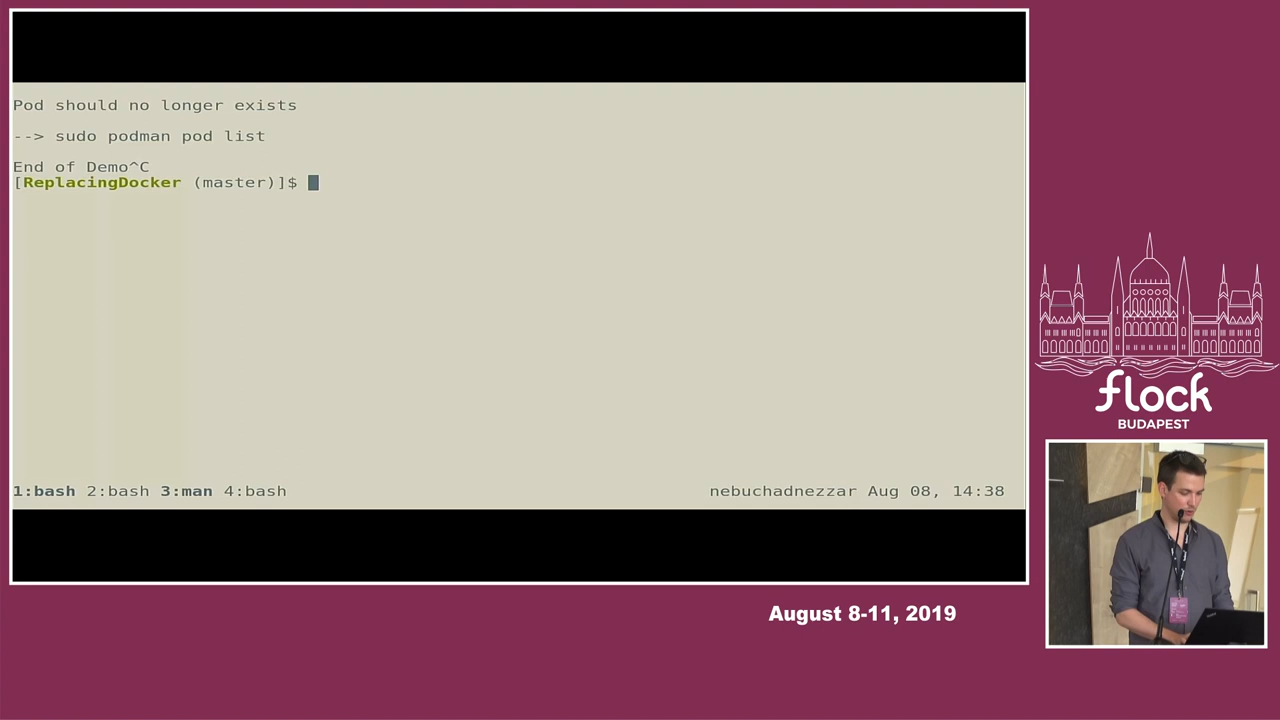 Pod should no longer exists
--> sudo podman pod list
End of Demo^C
[ReplacingDocker (master)]$
1:bash 2:bash 3:man 4:bash
nebuchadnezzar Aug 08, 14:38
flock
BUDAPEST
August 8-11, 2019